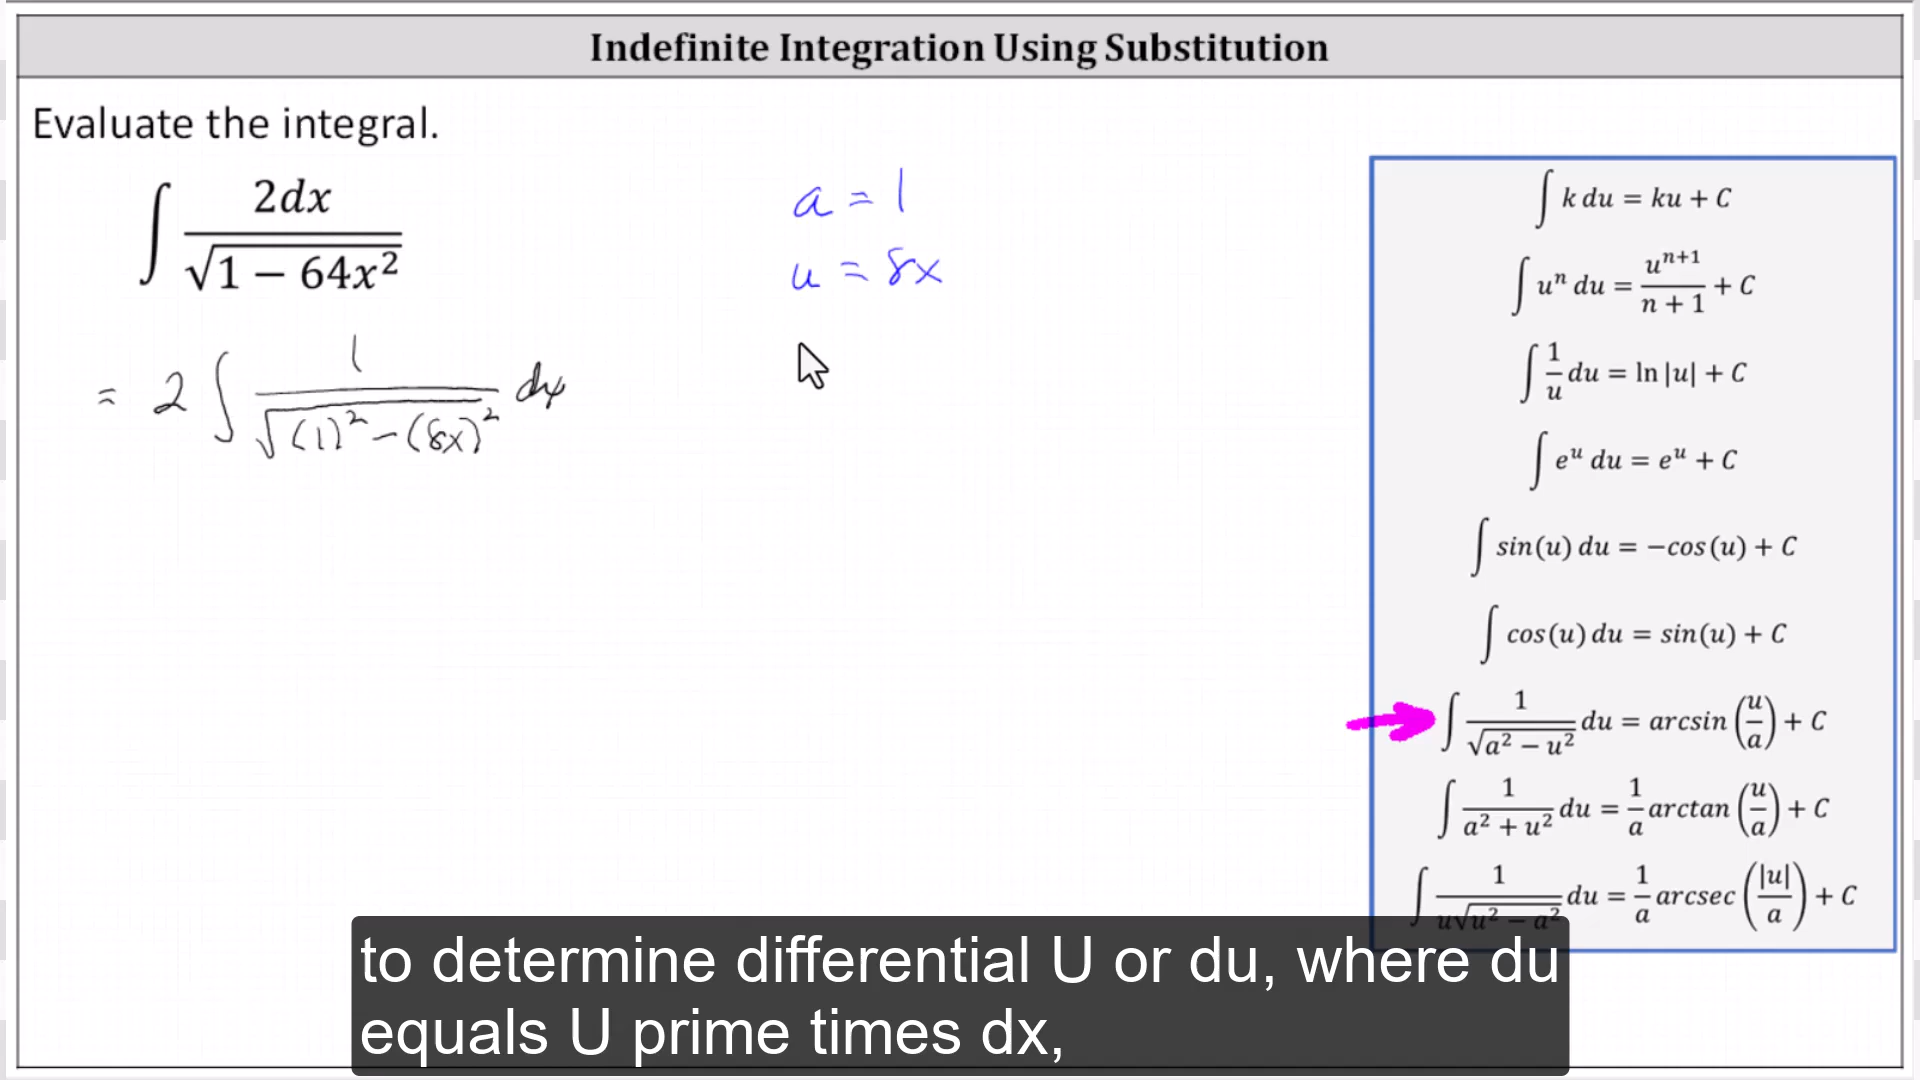 Indefinite Integration Using Substitution
Evaluate the integral.
∫ 2dx / √(1 − 64x²)
= 2 ∫ 1 / √((1)² − (8x)²) dx
a = 1
u = 8x
∫ k du = ku + C
∫ uⁿ du = uⁿ⁺¹ / (n + 1) + C
∫ 1/u du = ln |u| + C
∫ eᵘ du = eᵘ + C
∫ sin(u) du = −cos(u) + C
∫ cos(u) du = sin(u) + C
∫ 1 / √(a² − u²) du = arcsin (u/a) + C
∫ 1 / (a² + u²) du = 1/a arctan (u/a) + C
∫ 1 / (u√(u² − a²)) du = 1/a arcsec (|u|/a) + C
to determine differential U or du, where du
equals U prime times dx,